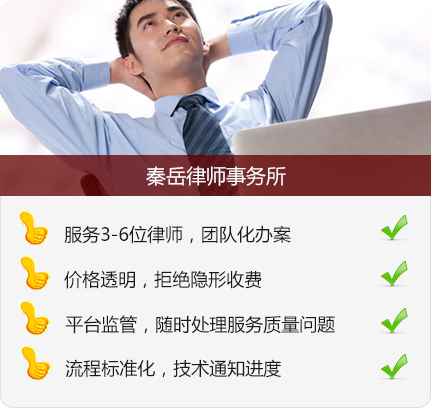 秦岳律师事务所
服务3-6位律师，团队化办案
价格透明，拒绝隐形收费
平台监管，随时处理服务质量问题
流程标准化，技术通知进度